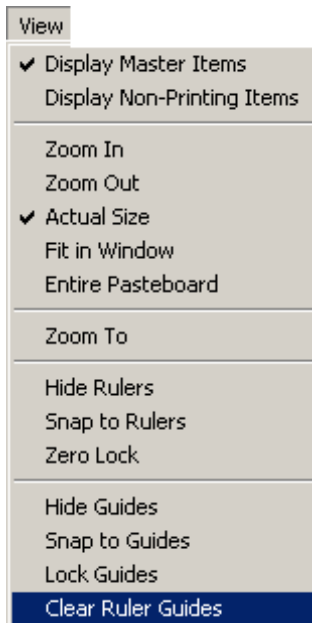 View
Display Master Items
Display Non-Printing Items
Zoom In
Zoom Out
Actual Size
Fit in Window
Entire Pasteboard
Zoom To
Hide Rulers
Snap to Rulers
Zero Lock
Hide Guides
Snap to Guides
Lock Guides
Clear Ruler Guides